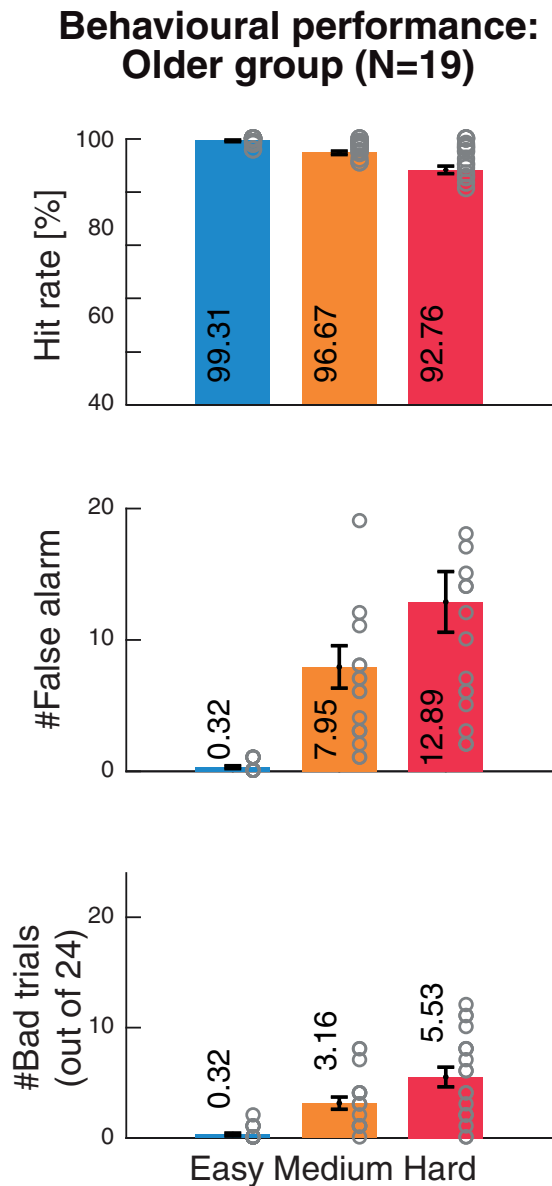 Behavioural performance:
Older group (N=19)
Hit rate [%]
100
80
60
40
99.31
96.67
92.76
#False alarm
20
10
0
0.32
7.95
12.89
#Bad trials
(out of 24)
20
10
0
0.32
3.16
5.53
Easy Medium Hard